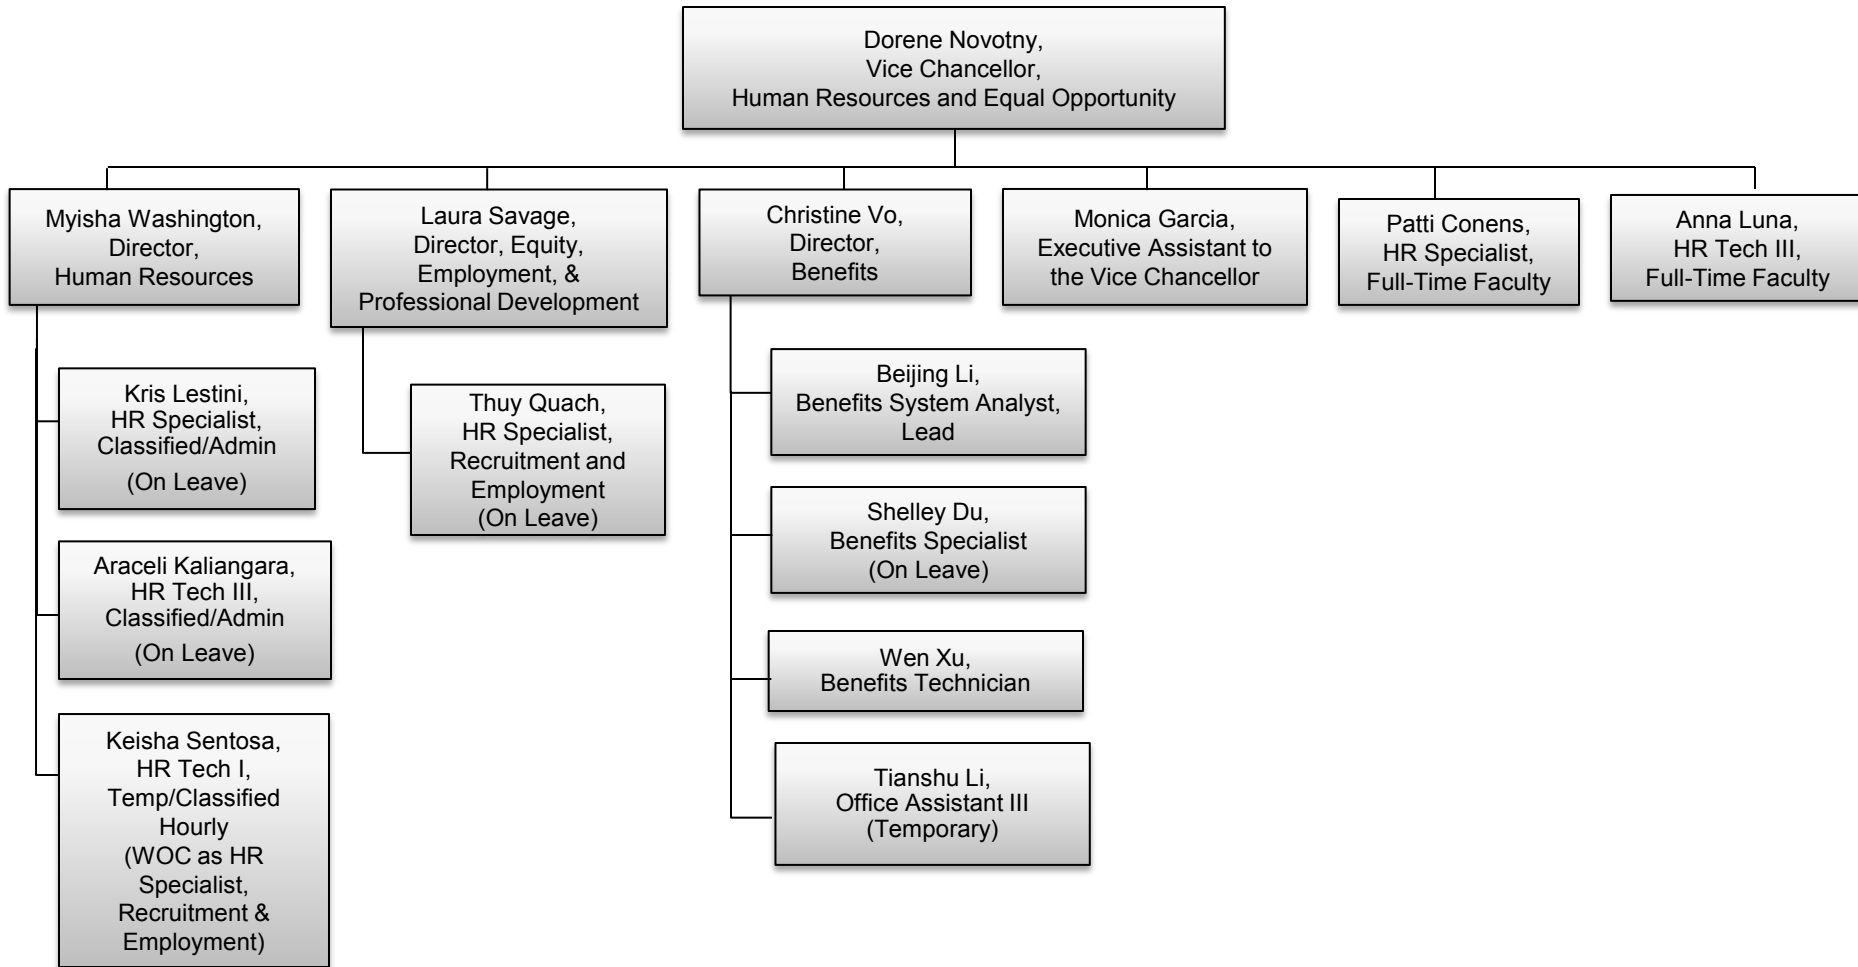 Dorene Novotny,
Vice Chancellor,
Human Resources and Equal Opportunity
Myisha Washington,
Director,
Human Resources
Laura Savage,
Director, Equity,
Employment, &
Professional Development
Christine Vo,
Director,
Benefits
Monica Garcia,
Executive Assistant to
the Vice Chancellor
Patti Conens,
HR Specialist,
Full-Time Faculty
Anna Luna,
HR Tech III,
Full-Time Faculty
Kris Lestini,
HR Specialist,
Classified/Admin
(On Leave)
Araceli Kaliangara,
HR Tech III,
Classified/Admin
(On Leave)
Keisha Sentosa,
HR Tech I,
Temp/Classified
Hourly
(WOC as HR
Specialist,
Recruitment &
Employment)
Thuy Quach,
HR Specialist,
Recruitment and
Employment
(On Leave)
Beijing Li,
Benefits System Analyst,
Lead
Shelley Du,
Benefits Specialist
(On Leave)
Wen Xu,
Benefits Technician
Tianshu Li,
Office Assistant III
(Temporary)